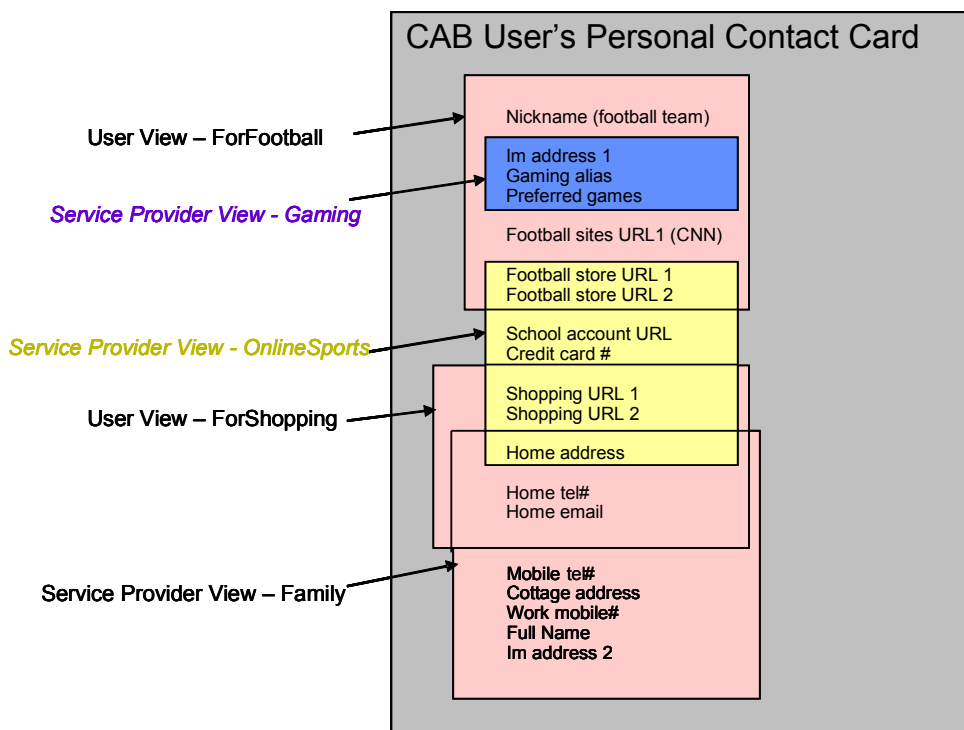 CAB User's Personal Contact Card
Nickname (football team)
User View – ForFootball
Im address 1
Gaming alias
Preferred games
Service Provider View - Gaming
Football sites URL1 (CNN)
Football store URL 1
Football store URL 2
School account URL
Service Provider View - OnlineSports
Credit card #
Shopping URL 1
Shopping URL 2
User View – ForShopping
Home address
Home tel#
Home email
Mobile tel#
Service Provider View – Family
Cottage address
Work mobile#
Full Name
Im address 2